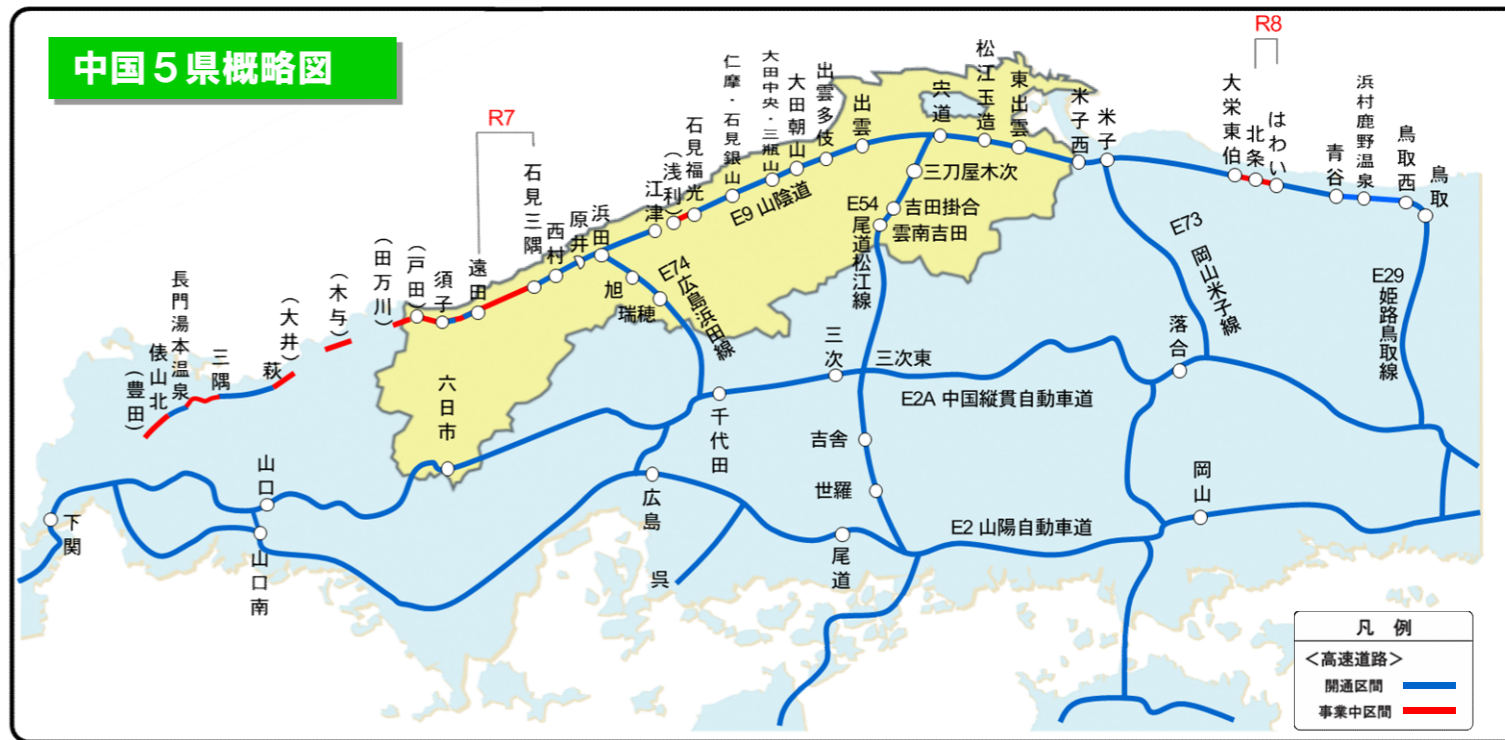 中国５県概略図
R7
R8
(豊田)
俵山北
長門湯本温泉
三隅
萩
(大井)
(木与)
(田万川)
(戸田)
須子
遠田
石見三隅
西村
原井
浜田
江津
(浅利)
石見福光
仁摩・石見銀山
大田中央・三瓶山
大田朝山
出雲多伎
出雲
宍道
松江玉造
東出雲
米子西
米子
大栄東伯
北条
はわい
青谷
浜村鹿野温泉
鳥取西
鳥取
E9 山陰道
三刀屋木次
吉田掛合
雲南吉田
E54
尾道松江線
E74
広島浜田線
旭
瑞穂
E73
岡山米子線
E29
姫路鳥取線
六日市
三次
三次東
落合
E2A 中国縦貫自動車道
千代田
吉舎
世羅
広島
尾道
呉
岡山
E2 山陽自動車道
山口
山口南
下関
凡 例
＜高速道路＞
開通区間
事業中区間